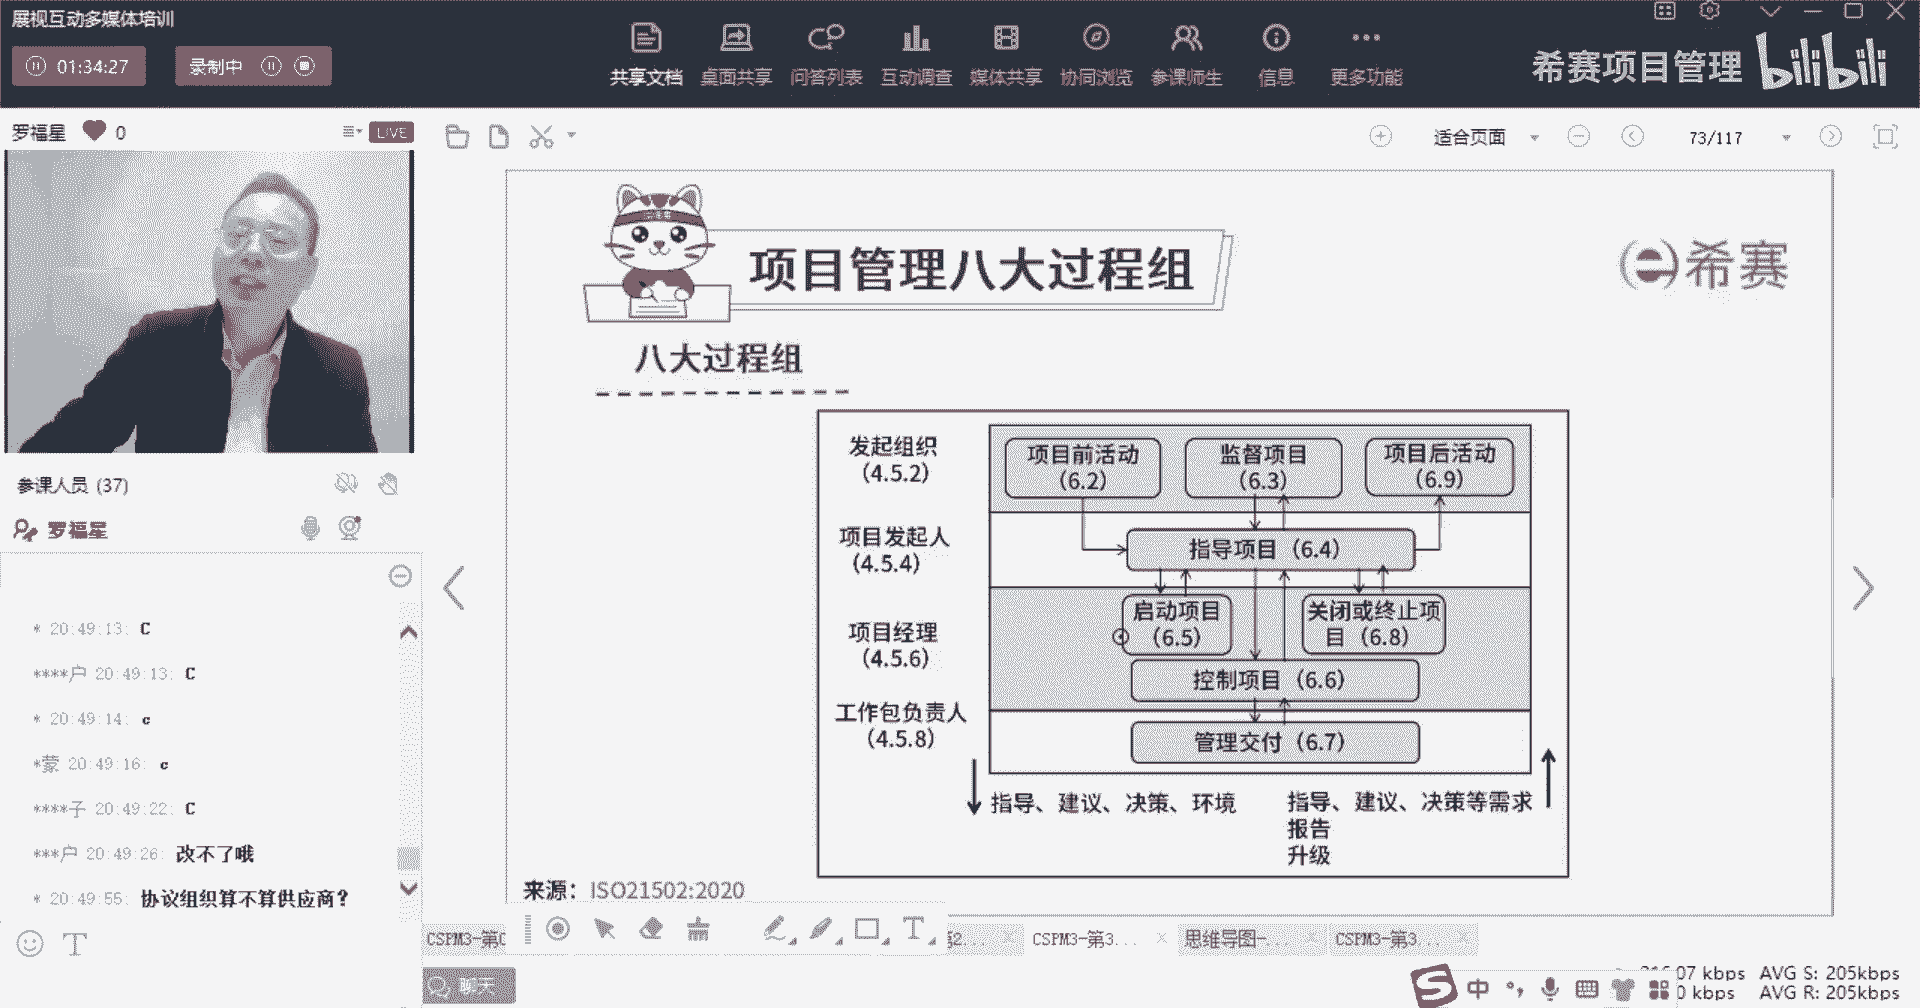 展视互动多媒体培训
01:34:27
录制中
共享文档 桌面共享 问答列表 互动调查 媒体共享 协同浏览 参课师生 信息 更多功能
希赛项目管理 bilibili
罗福星 0 LIVE
适合页面 73/117
项目管理八大过程组
希赛
八大过程组
发起组织
(4.5.2)
项目前活动
(6.2)
监督项目
(6.3)
项目后活动
(6.9)
项目发起人
(4.5.4)
指导项目（6.4）
项目经理
(4.5.6)
启动项目
(6.5)
关闭或终止项
目（6.8）
控制项目（6.6）
工作包负责人
(4.5.8)
管理交付（6.7）
指导、建议、决策、环境
指导、建议、决策等需求
报告
升级
来源：ISO21502:2020
参课人员 (37)
罗福星
* 20:49:13: C
****户 20:49:13: C
* 20:49:14: c
*蒙 20:49:16: c
****子 20:49:22: C
***户 20:49:26: 改不了哦
* 20:49:55: 协议组织算不算供应商?
T
CSPM3-第 T CSPM3-第3... 思维导图-... CSPM3-第3...
聊天
S 中
07 kbps AVG S: 205kbps
0 kbps AVG R: 205kbps